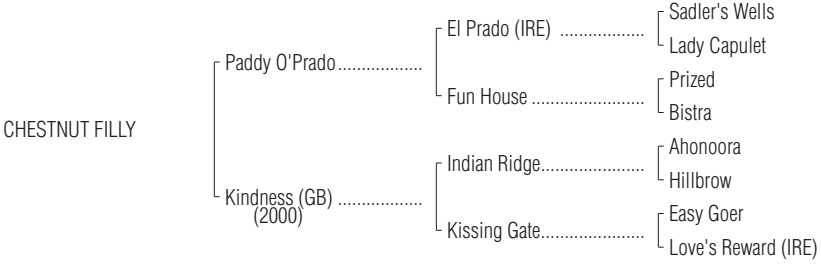 Sadler's Wells
El Prado (IRE) ...................
Lady Capulet
Paddy O'Prado..................
Prized
Fun House .........................
Bistra
CHESTNUT FILLY
Ahonoora
Indian Ridge.......................
Hillbrow
Kindness (GB) ..................
(2000)
Easy Goer
Kissing Gate.......................
Love's Reward (IRE)